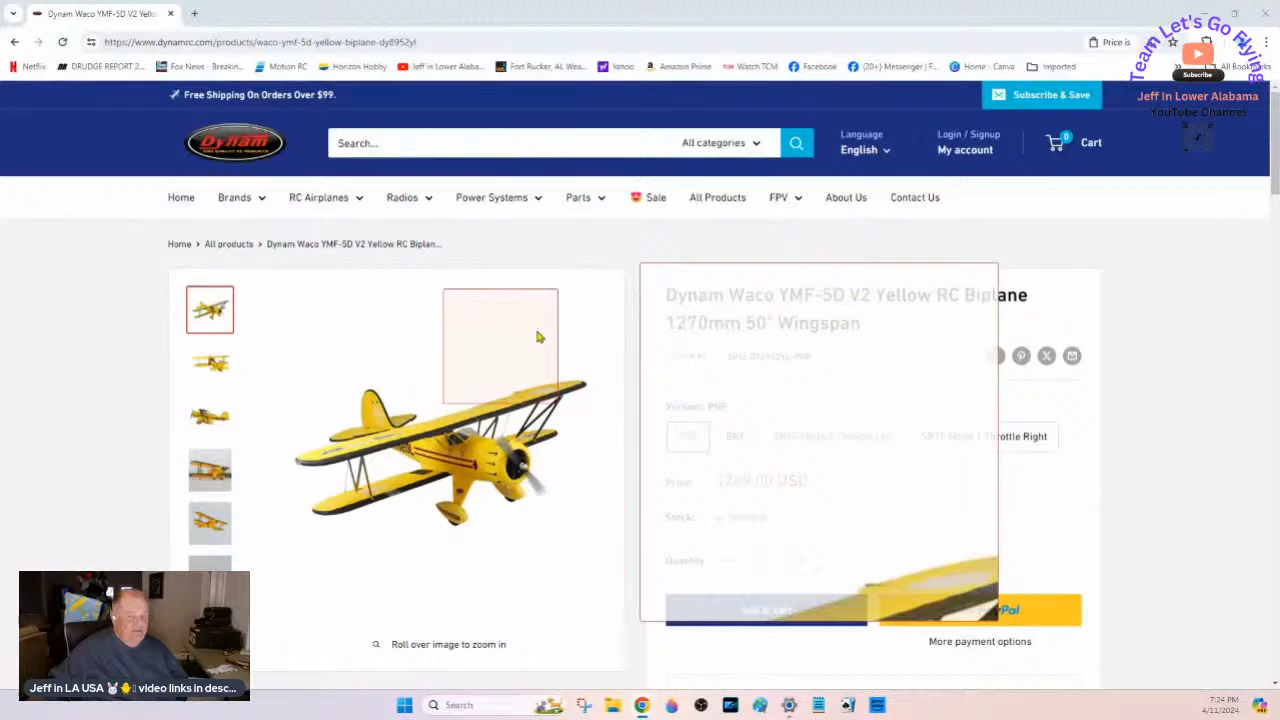 Dynam Waco YMF-5D V2 Yello
https://www.dynamrc.com/products/waco-ymf-5d-yellow-biplane-dy8952yl
Price is
Netflix
DRUDGE REPORT 2...
Fox News - Breakin...
Motion RC
Horizon Hobby
Jeff in Lower Alaba...
Fort Rucker, AL Wea...
Yahoo
Amazon Prime
Watch TCM
Facebook
(20+) Messenger | F...
Home - Canva
Imported
All Bookmarks
Team Let's Go Flying
Subscribe
Jeff In Lower Alabama
YouTube Channel
Free Shipping On Orders Over $99.
Subscribe & Save
Dynam
Search...
All categories
Language
English
Login / Signup
My account
0
Cart
Home
Brands
RC Airplanes
Radios
Power Systems
Parts
Sale
All Products
FPV
About Us
Contact Us
Home > All products > Dynam Waco YMF-5D V2 Yellow RC Biplan...
Dynam Waco YMF-5D V2 Yellow RC Biplane
1270mm 50" Wingspan
Version: PNP
BNF
Throttle Right
Price:
Stock:
Quantity
PayPal
More payment options
Roll over image to zoom in
Jeff in LA USA video links in desc...
Search
7:24 PM
4/11/2024